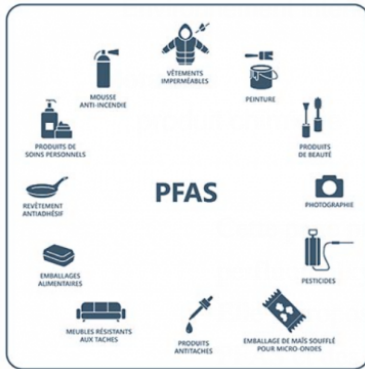 VÊTEMENTS
IMPERMÉABLES
PEINTURE
PRODUITS
DE BEAUTÉ
PHOTOGRAPHIE
PESTICIDES
EMBALLAGE DE MAÏS SOUFFLÉ
POUR MICRO-ONDES
PRODUITS
ANTITACHES
MEUBLES RÉSISTANTS
AUX TACHES
EMBALLAGES
ALIMENTAIRES
REVÊTEMENT
ANTIADHÉSIF
PRODUITS DE
SOINS PERSONNELS
MOUSSE
ANTI-INCENDIE
PFAS